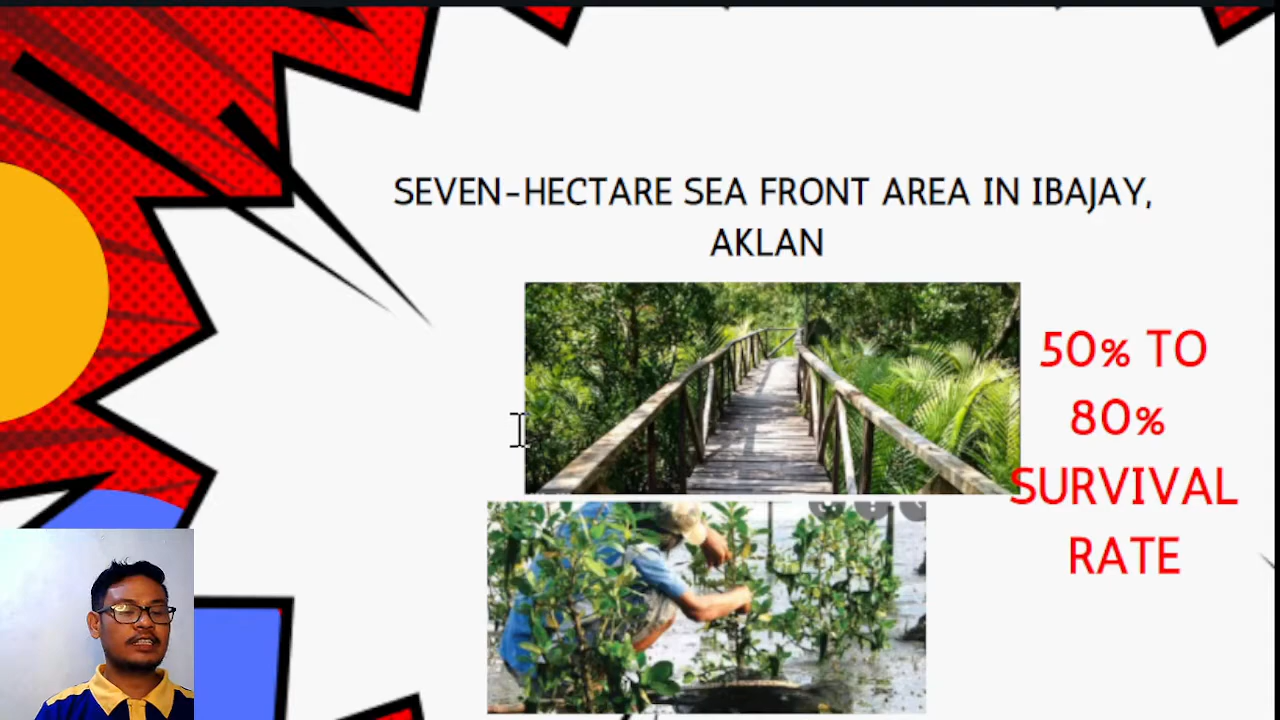 SEVEN-HECTARE SEA FRONT AREA IN IBAJAY,
AKLAN
50% TO
80%
SURVIVAL
RATE